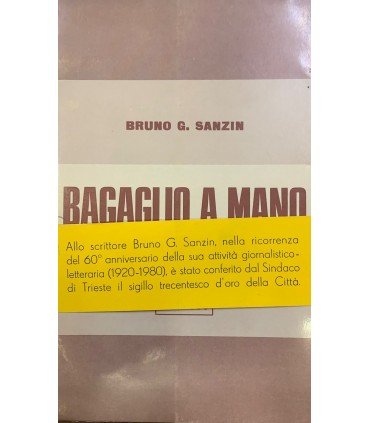 BRUNO G. SANZIN
BAGAGLIO A MANO
Allo scrittore Bruno G. Sanzin, nella ricorrenza
del 60° anniversario della sua attività giornalistico-
letteraria (1920-1980), è stato conferito dal Sindaco
di Trieste il sigillo trecentesco d'oro della Città.